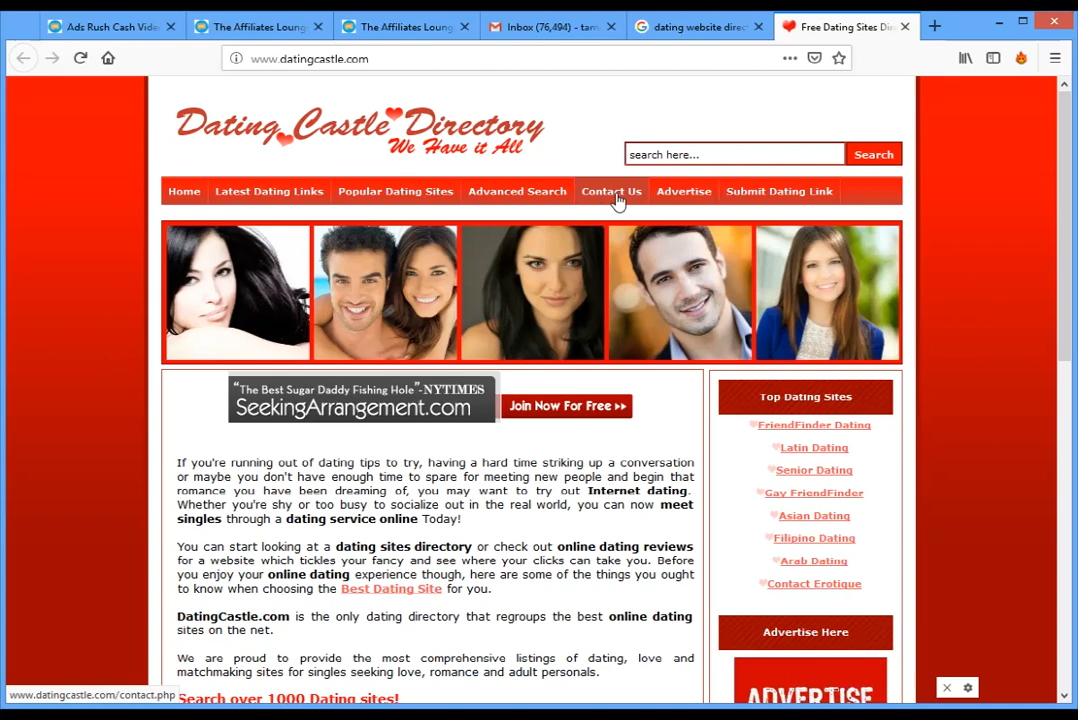 Ads Rush Cash Vide
The Affiliates Loung
The Affiliates Loung
Inbox (76,494) - tam
dating website direct
Free Dating Sites Dir
www.datingcastle.com
Dating Castle Directory
We Have it All
search here...
Search
Home
Latest Dating Links
Popular Dating Sites
Advanced Search
Contact Us
Advertise
Submit Dating Link
"The Best Sugar Daddy Fishing Hole"-NYTIMES
SeekingArrangement.com
Join Now For Free >>
If you're running out of dating tips to try, having a hard time striking up a conversation
or maybe you don't have enough time to spare for meeting new people and begin that
romance you have been dreaming of, you may want to try out Internet dating.
Whether you're shy or too busy to socialize out in the real world, you can now meet
singles through a dating service online Today!
You can start looking at a dating sites directory or check out online dating reviews
for a website which tickles your fancy and see where your clicks can take you. Before
you enjoy your online dating experience though, here are some of the things you ought
to know when choosing the Best Dating Site for you.
DatingCastle.com is the only dating directory that regroups the best online dating
sites on the net.
We are proud to provide the most comprehensive listings of dating, love and
matchmaking sites for singles seeking love, romance and adult personals.
Search over 1000 Dating sites!
Top Dating Sites
FriendFinder Dating
Latin Dating
Senior Dating
Gay FriendFinder
Asian Dating
Filipino Dating
Arab Dating
Contact Erotique
Advertise Here
ADVERTISE
www.datingcastle.com/contact.php